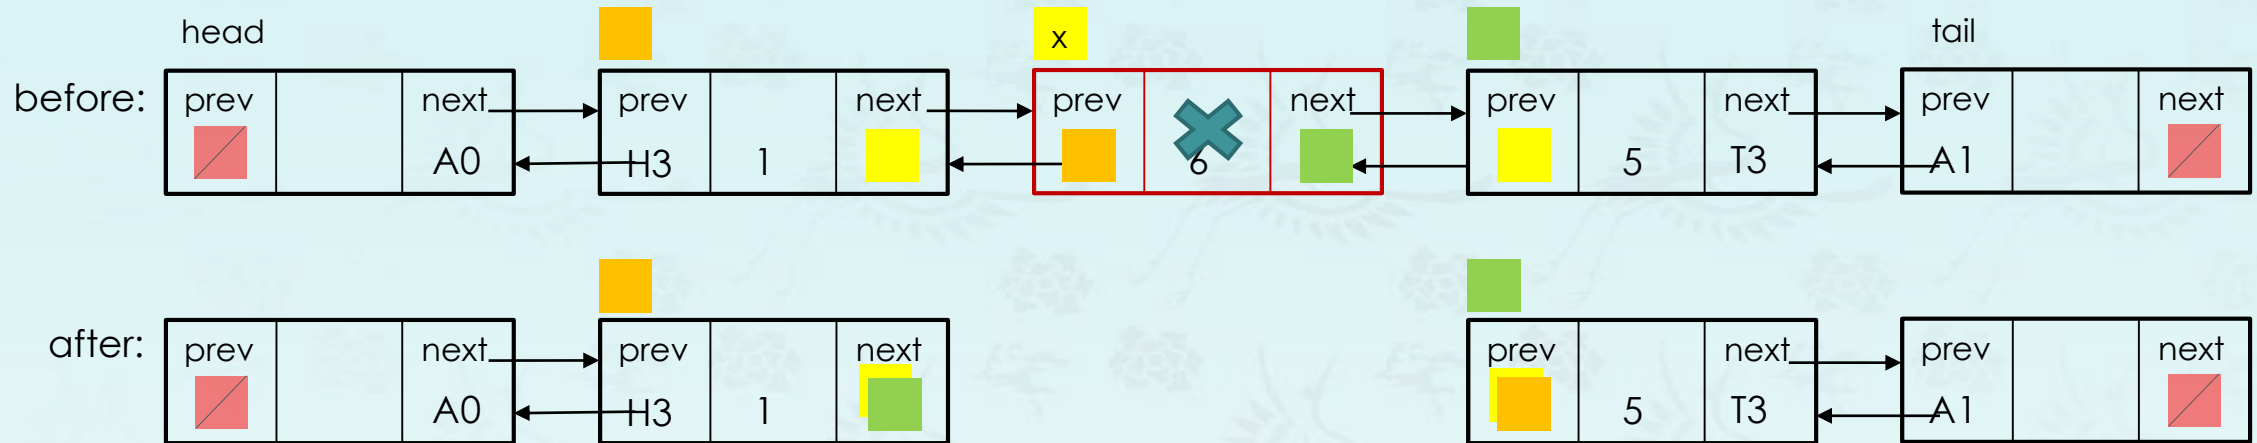 head x tail
before: prev next prev next prev next prev next prev next
A0 H3 1 6 5 T3 A1
after: prev next prev next prev next prev next
A0 H3 1 5 T3 A1